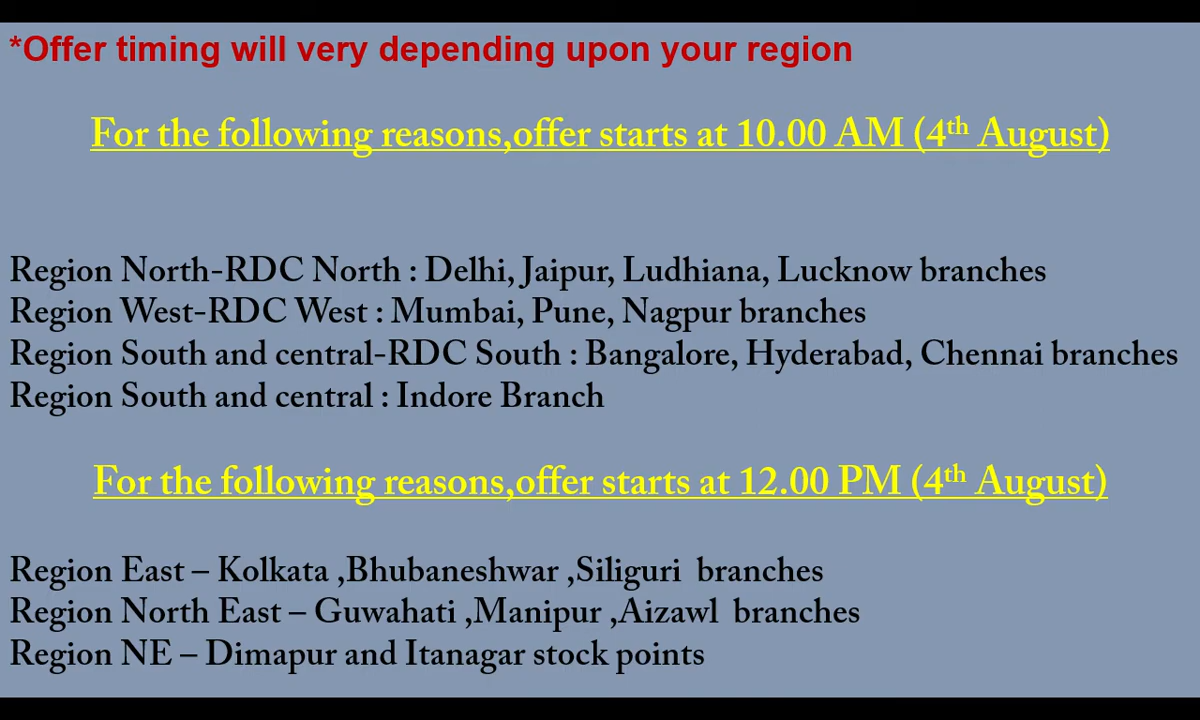 *Offer timing will very depending upon your region
For the following reasons,offer starts at 10.00 AM (4th August)
Region North-RDC North : Delhi, Jaipur, Ludhiana, Lucknow branches
Region West-RDC West : Mumbai, Pune, Nagpur branches
Region South and central-RDC South : Bangalore, Hyderabad, Chennai branches
Region South and central : Indore Branch
For the following reasons,offer starts at 12.00 PM (4th August)
Region East – Kolkata ,Bhubaneshwar ,Siliguri  branches
Region North East – Guwahati ,Manipur ,Aizawl  branches
Region NE – Dimapur and Itanagar stock points